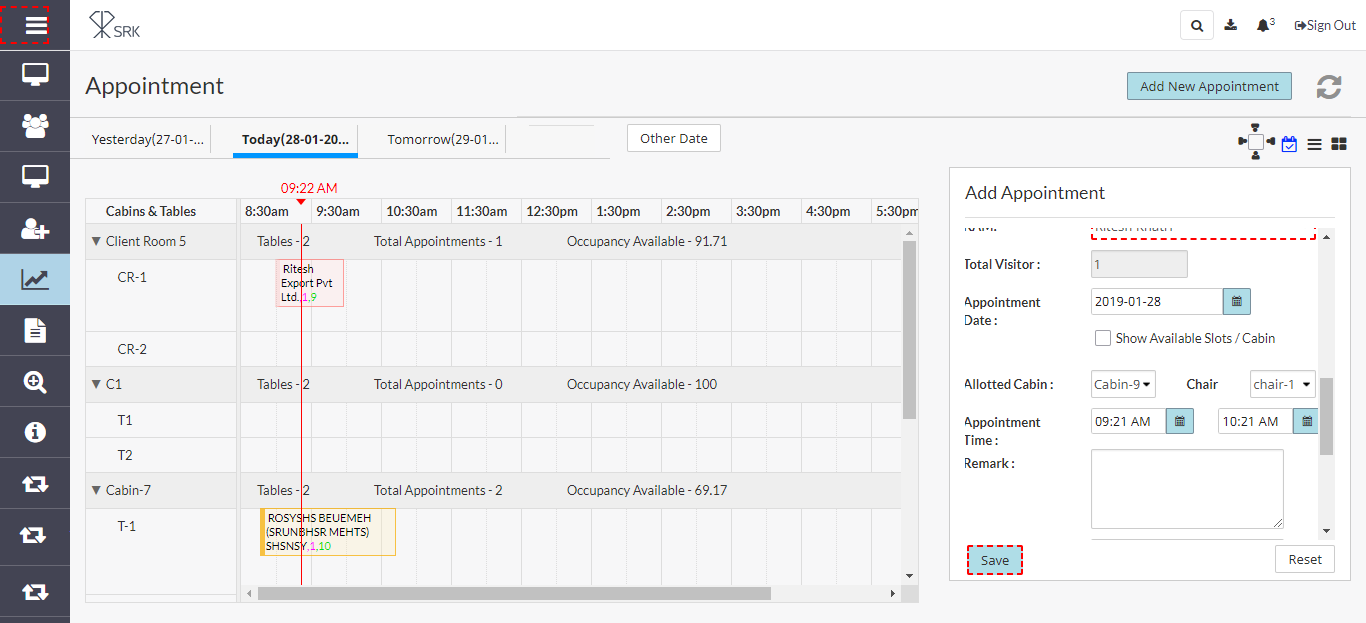 SRK
3
Sign Out
Appointment
Add New Appointment
Yesterday(27-01-...
Today(28-01-20...
Tomorrow(29-01...
Other Date
09:22 AM
Cabins & Tables
8:30am 9:30am 10:30am 11:30am 12:30pm 1:30pm 2:30pm 3:30pm 4:30pm 5:30pm
Client Room 5 Tables - 2 Total Appointments - 1 Occupancy Available - 91.71
CR-1
Ritesh
Export Pvt
Ltd.,1,9
CR-2
C1 Tables - 2 Total Appointments - 0 Occupancy Available - 100
T1
T2
Cabin-7 Tables - 2 Total Appointments - 2 Occupancy Available - 69.17
T-1
ROSYSHS BEUEMEH
(SRUNBHSR MEHTS)
SHSNSY,1,10
Add Appointment
Total Visitor :
1
Appointment
Date :
2019-01-28
Show Available Slots / Cabin
Allotted Cabin :
Cabin-9
Chair
chair-1
Appointment
Time :
09:21 AM
10:21 AM
Remark :
Save
Reset